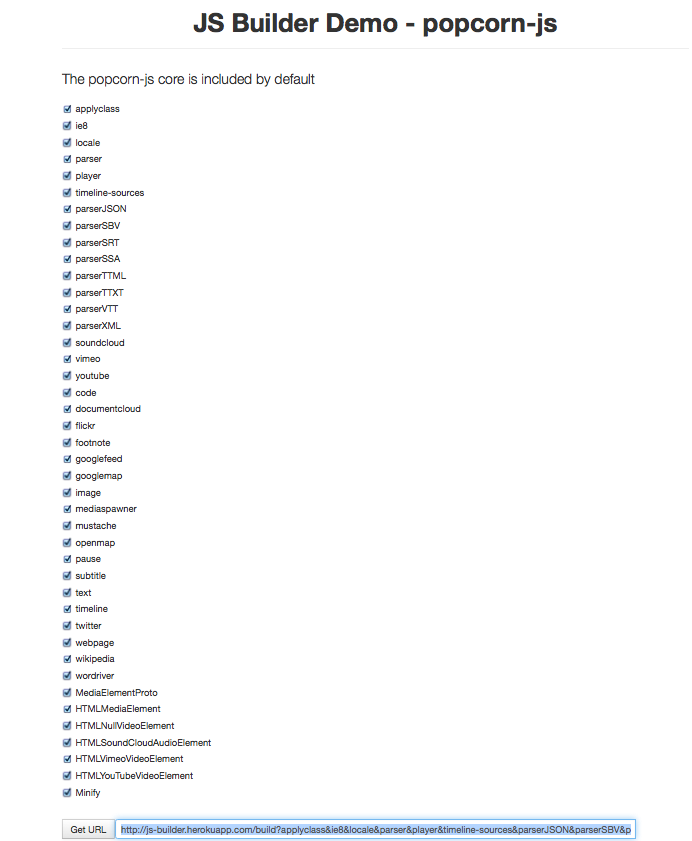 JS Builder Demo - popcorn-js
The popcorn-js core is included by default
applyclass
ie8
locale
parser
player
timeline-sources
parserJSON
parserSBV
parserSRT
parserSSA
parserTTML
parserTTXT
parserVTT
parserXML
soundcloud
vimeo
youtube
code
documentcloud
flickr
footnote
googlefeed
googlemap
image
mediaspawner
mustache
openmap
pause
subtitle
text
timeline
twitter
webpage
wikipedia
wordriver
MediaElementProto
HTMLMediaElement
HTMLNullVideoElement
HTMLSoundCloudAudioElement
HTMLVimeoVideoElement
HTMLYouTubeVideoElement
Minify
Get URL http://js-builder.herokuapp.com/build?applyclass&ie8&locale&parser&player&timeline-sources&parserJSON&parserSBV&p